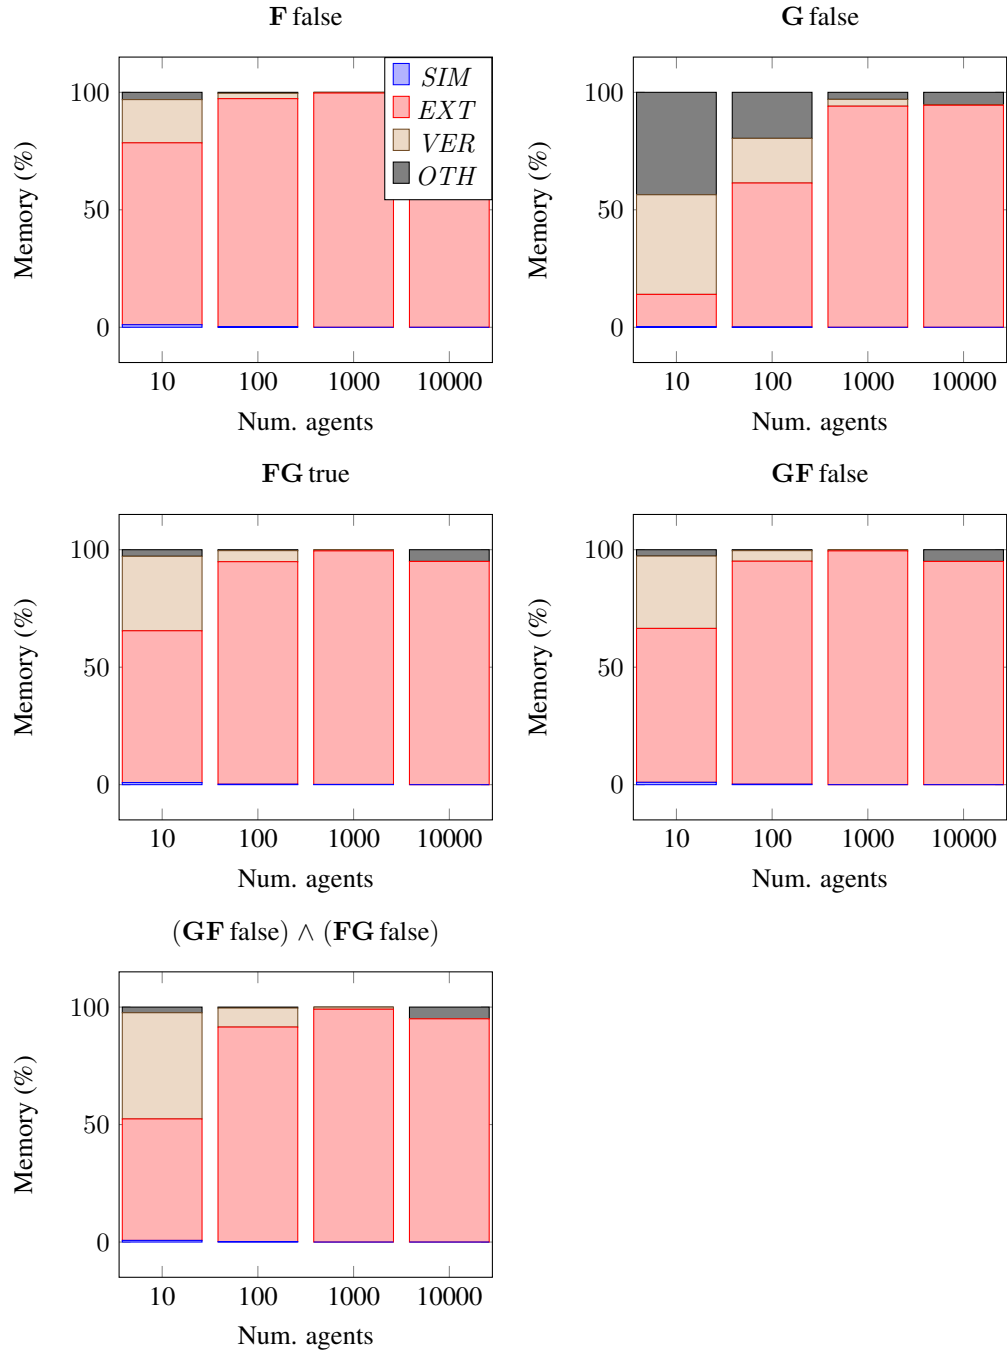 F false
Memory (%)
100
50
0
SIM
EXT
VER
OTH
10 100 1000 10000
Num. agents
G false
Memory (%)
100
50
0
10 100 1000 10000
Num. agents
FG true
Memory (%)
100
50
0
10 100 1000 10000
Num. agents
GF false
Memory (%)
100
50
0
10 100 1000 10000
Num. agents
(GF false) ∧ (FG false)
Memory (%)
100
50
0
10 100 1000 10000
Num. agents